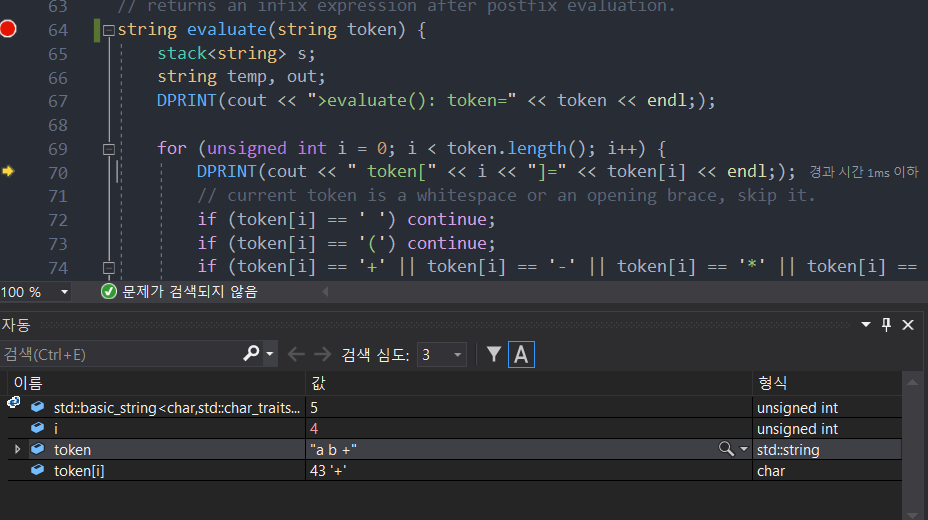 63 // returns an infix expression after postfix evaluation.
64 string evaluate(string token) {
65 stack<string> s;
66 string temp, out;
67 DPRINT(cout << ">evaluate(): token=" << token << endl;);
68
69 for (unsigned int i = 0; i < token.length(); i++) {
70 DPRINT(cout << " token[" << i << "]=" << token[i] << endl;); 경과 시간 1ms 이하
71 // current token is a whitespace or an opening brace, skip it.
72 if (token[i] == ' ') continue;
73 if (token[i] == '(') continue;
74 if (token[i] == '+' || token[i] == '-' || token[i] == '*' || token[i] ==
100 % 문제가 검색되지 않음
자동
검색(Ctrl+E) 검색 심도: 3 A
이름 값 형식
std::basic_string<char,std::char_traits... 5 unsigned int
i 4 unsigned int
token "a b +" std::string
token[i] 43 '+' char